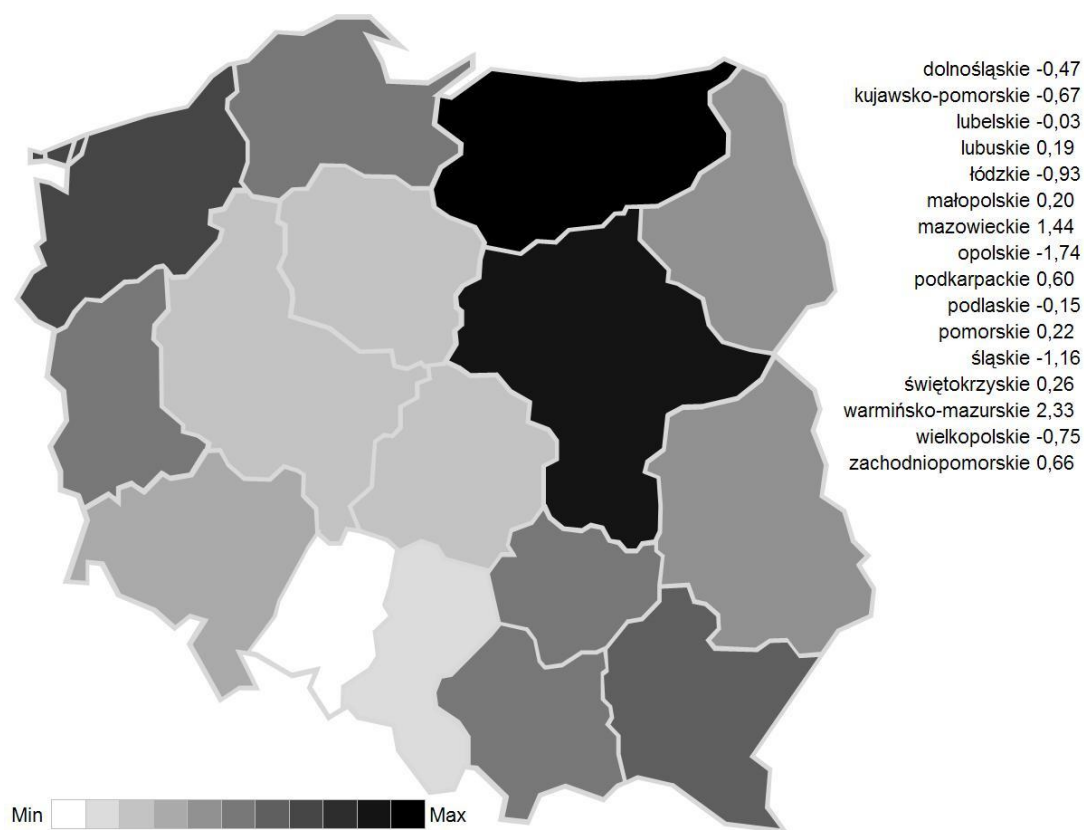 dolnośląskie -0,47
kujawsko-pomorskie -0,67
lubelskie -0,03
lubuskie 0,19
łódzkie -0,93
małopolskie 0,20
mazowieckie 1,44
opolskie -1,74
podkarpackie 0,60
podlaskie -0,15
pomorskie 0,22
śląskie -1,16
świętokrzyskie 0,26
warmińsko-mazurskie 2,33
wielkopolskie -0,75
zachodniopomorskie 0,66
Min Max